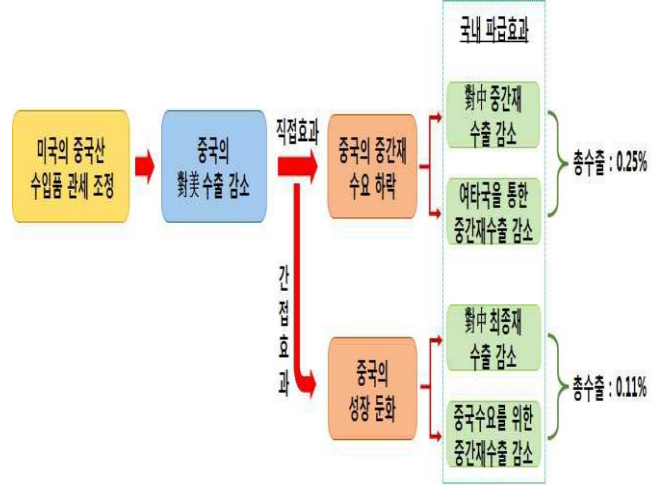 국내 파급효과
미국의 중국산
수입품 관세 조정
중국의
對美 수출 감소
직접효과
중국의 중간재
수요 하락
對中 중간재
수출 감소
여타국을 통한
중간재수출 감소
총수출 : 0.25%
간
접
효
과
중국의
성장 둔화
對中 최종재
수출 감소
중국수요를 위한
중간재수출 감소
총수출 : 0.11%